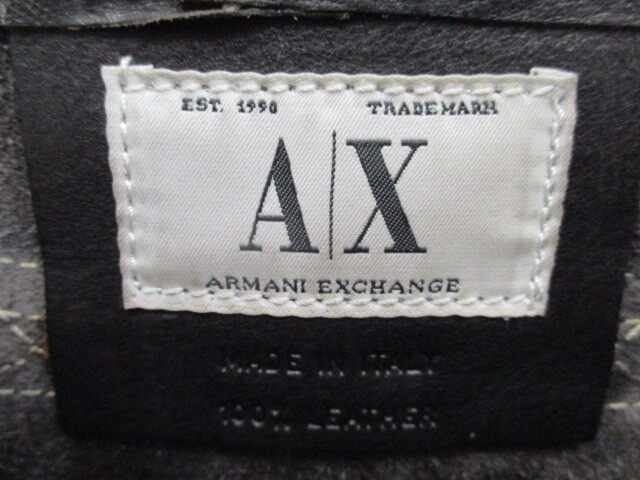 EST. 1990 TRADEMARK
A|X
ARMANI EXCHANGE
MADE IN ITALY
100% LEATHER